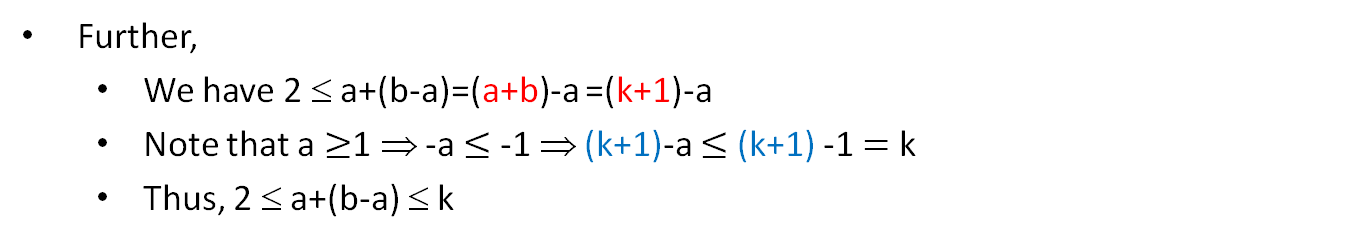 • Further,
• We have 2 ≤ a+(b-a)=(a+b)-a =(k+1)-a
• Note that a ≥1 ⇒ -a ≤ -1 ⇒ (k+1)-a ≤ (k+1) -1 = k
• Thus, 2 ≤ a+(b-a) ≤ k